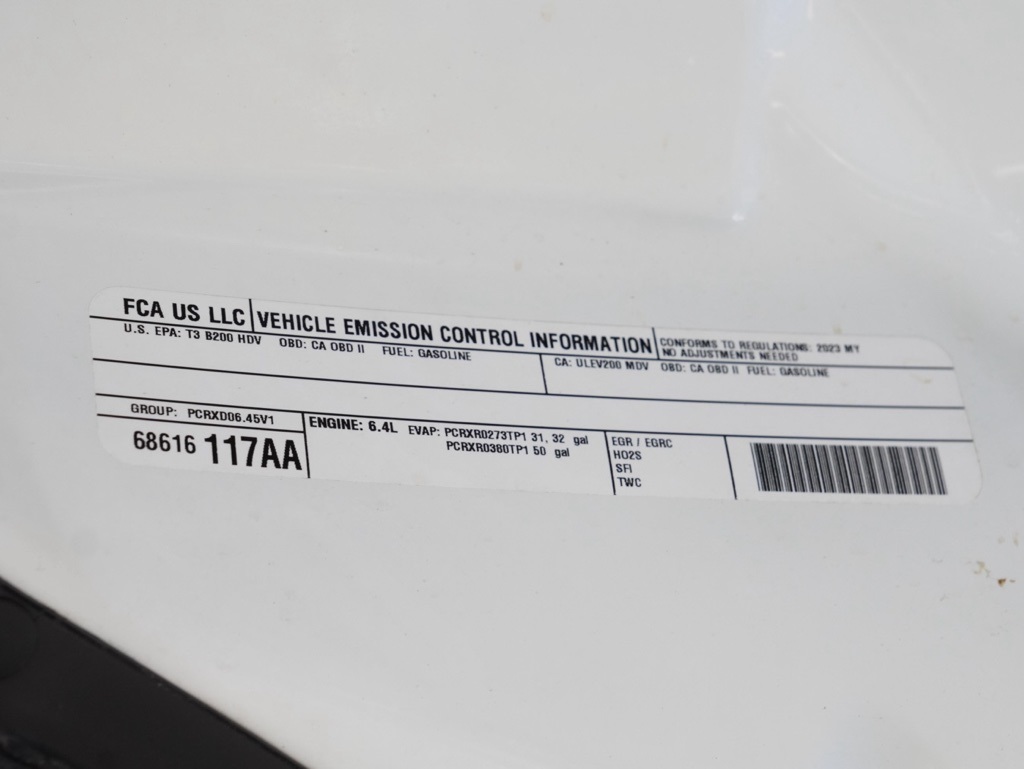 FCA US LLC
VEHICLE EMISSION CONTROL INFORMATION
CONFORMS TO REGULATIONS: 2023 MY
NO ADJUSTMENTS NEEDED
U.S. EPA: T3 B200 HDV OBD: CA OBD II FUEL: GASOLINE
CA: ULEV200 MDV OBD: CA OBD II FUEL: GASOLINE
GROUP: PCRXD06.45V1
68616 117AA
ENGINE: 6.4L EVAP: PCRXR0273TP1 31, 32 gal
PCRXR0380TP1 50 gal
EGR / EGRC
HO2S
SFI
TWC